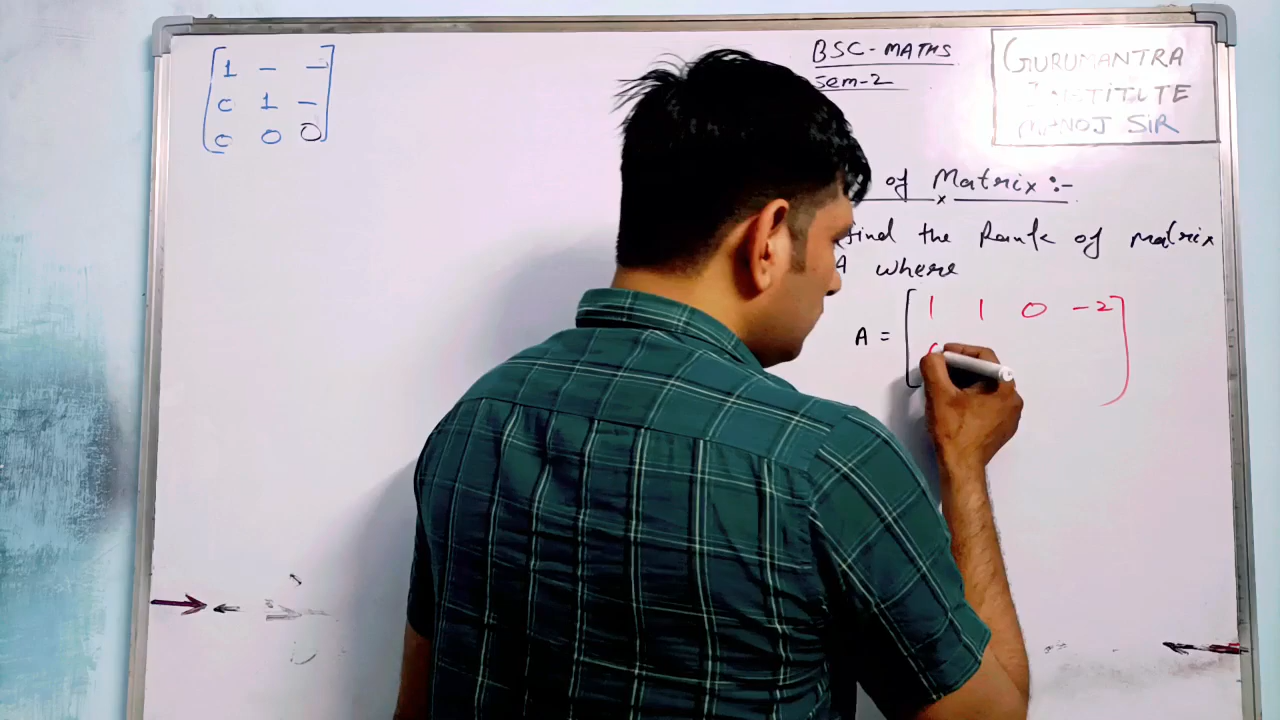 1 - -
0 1 -
0 0 0
BSC-MATHS
Sem-2
GURUMANTRA
INSTITUTE
MANOJ SIR
of Matrix :-
find the Rank of matrix
A where
A = [ 1 1 0 -2 ]